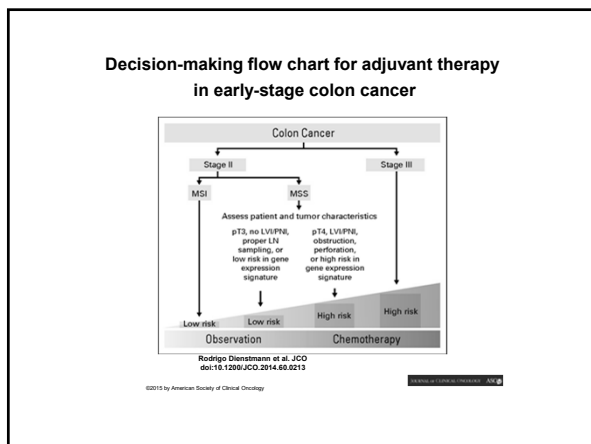 Decision-making flow chart for adjuvant therapy
in early-stage colon cancer
Colon Cancer
Stage II
Stage III
MSI
MSS
Assess patient and tumor characteristics
pT3, no LVI/PNI,
proper LN
sampling, or
low risk in gene
expression
signature
pT4, LVI/PNI,
obstruction,
perforation,
or high risk in
gene expression
signature
Low risk
Low risk
High risk
High risk
Observation
Chemotherapy
Rodrigo Dienstmann et al. JCO
doi:10.1200/JCO.2014.60.0213
©2015 by American Society of Clinical Oncology
JOURNAL OF CLINICAL ONCOLOGY